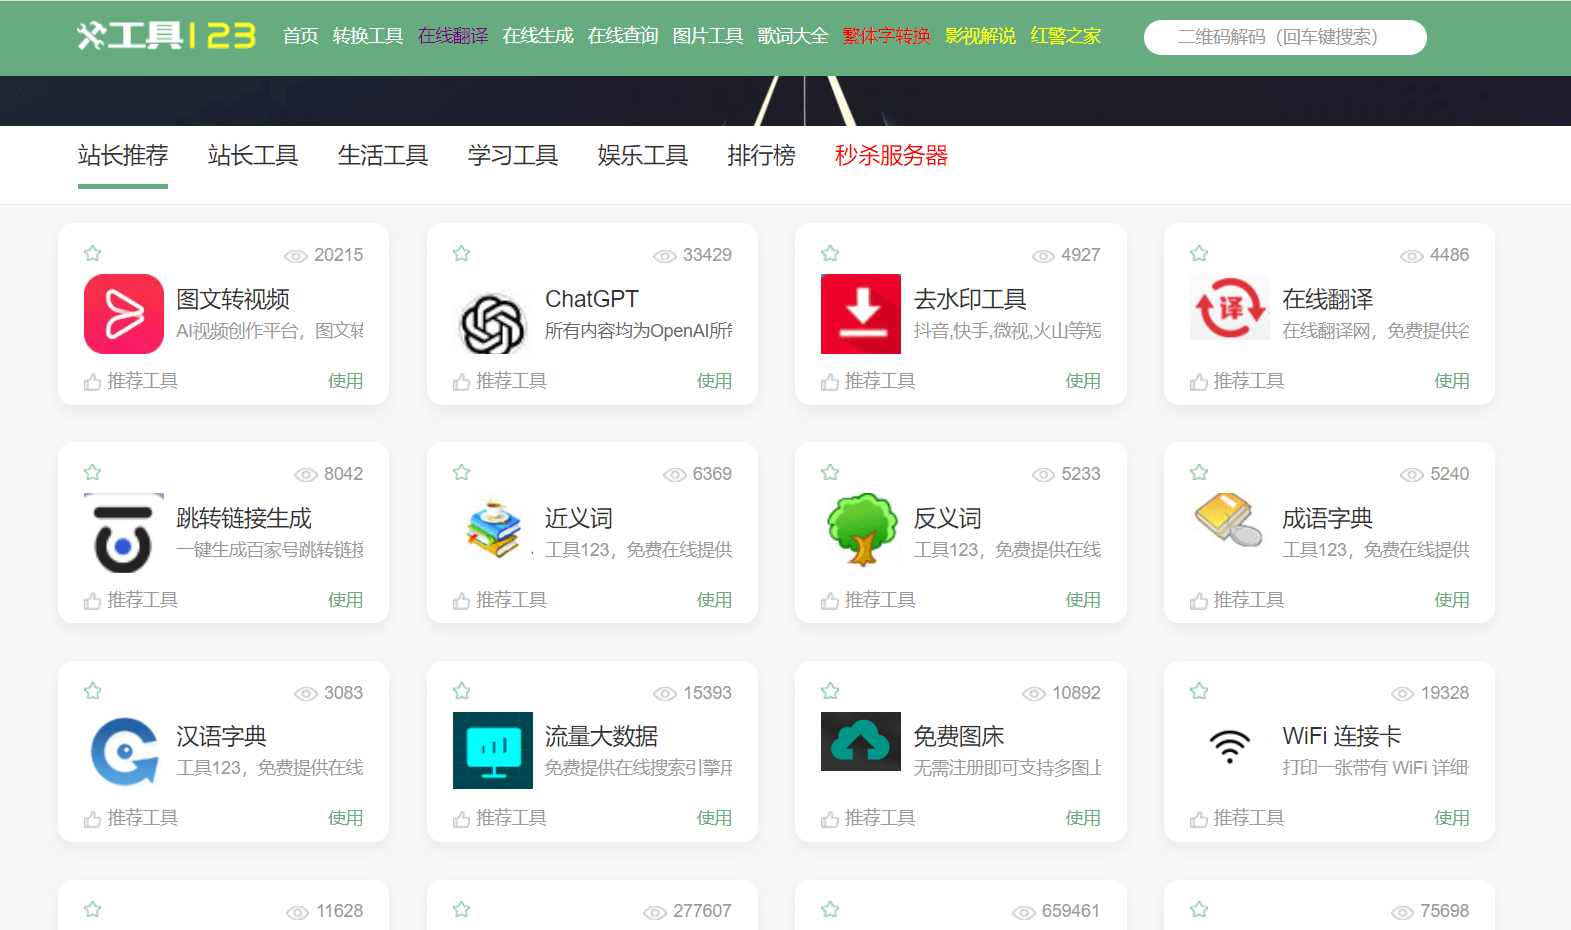 工具123 首页 转换工具 在线翻译 在线生成 在线查询 图片工具 歌词大全 繁体字转换 影视解说 红警之家 二维码解码（回车键搜索）
站长推荐 站长工具 生活工具 学习工具 娱乐工具 排行榜 秒杀服务器
20215
图文转视频
AI视频创作平台，图文转
推荐工具 使用
33429
ChatGPT
所有内容均为OpenAI所
推荐工具 使用
4927
去水印工具
抖音,快手,微视,火山等短
推荐工具 使用
4486
译
在线翻译
在线翻译网，免费提供谷
推荐工具 使用
8042
跳转链接生成
一键生成百家号跳转链接
推荐工具 使用
6369
近义词
工具123，免费在线提供
推荐工具 使用
5233
反义词
工具123，免费提供在线
推荐工具 使用
5240
成语字典
工具123，免费在线提供
推荐工具 使用
3083
汉语字典
工具123，免费提供在线
推荐工具 使用
15393
流量大数据
免费提供在线搜索引擎用
推荐工具 使用
10892
免费图床
无需注册即可支持多图上
推荐工具 使用
19328
WiFi 连接卡
打印一张带有 WiFi 详细
推荐工具 使用
11628
277607
659461
75698